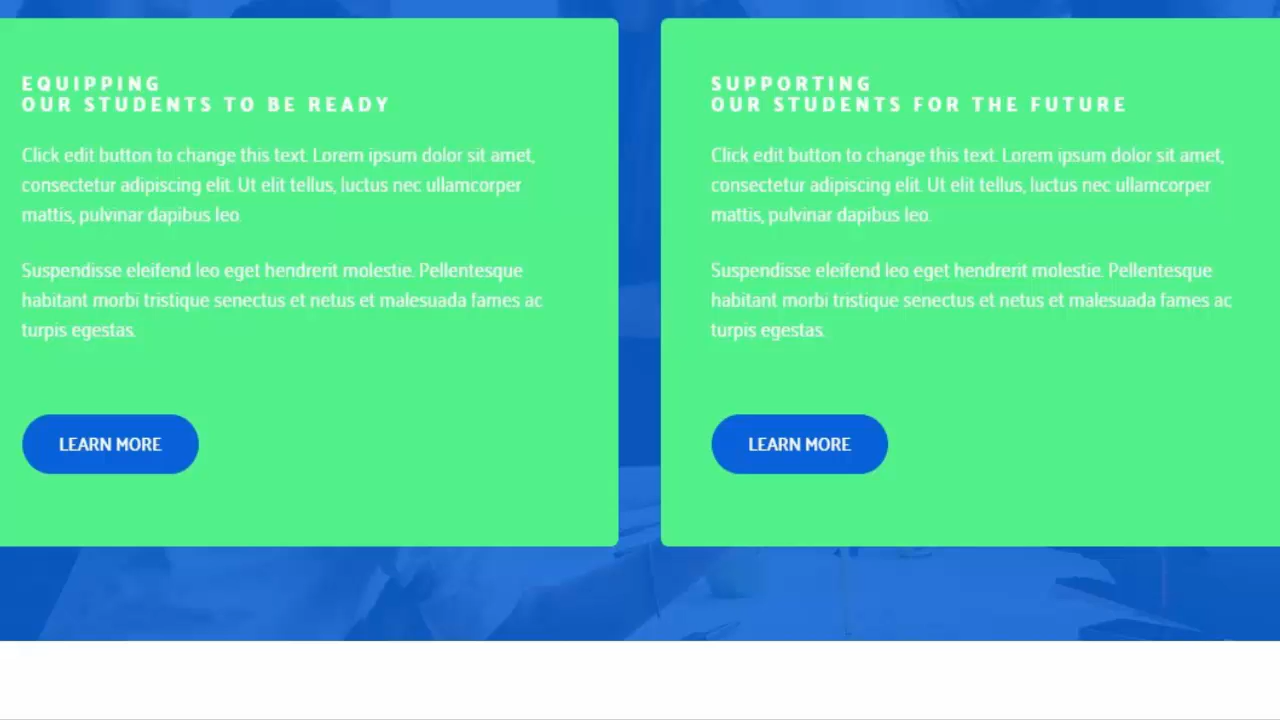 EQUIPPING
OUR STUDENTS TO BE READY
Click edit button to change this text. Lorem ipsum dolor sit amet,
consectetur adipiscing elit. Ut elit tellus, luctus nec ullamcorper
mattis, pulvinar dapibus leo.
Suspendisse eleifend leo eget hendrerit molestie. Pellentesque
habitant morbi tristique senectus et netus et malesuada fames ac
turpis egestas.
LEARN MORE
SUPPORTING
OUR STUDENTS FOR THE FUTURE
Click edit button to change this text. Lorem ipsum dolor sit amet,
consectetur adipiscing elit. Ut elit tellus, luctus nec ullamcorper
mattis, pulvinar dapibus leo.
Suspendisse eleifend leo eget hendrerit molestie. Pellentesque
habitant morbi tristique senectus et netus et malesuada fames ac
turpis egestas.
LEARN MORE